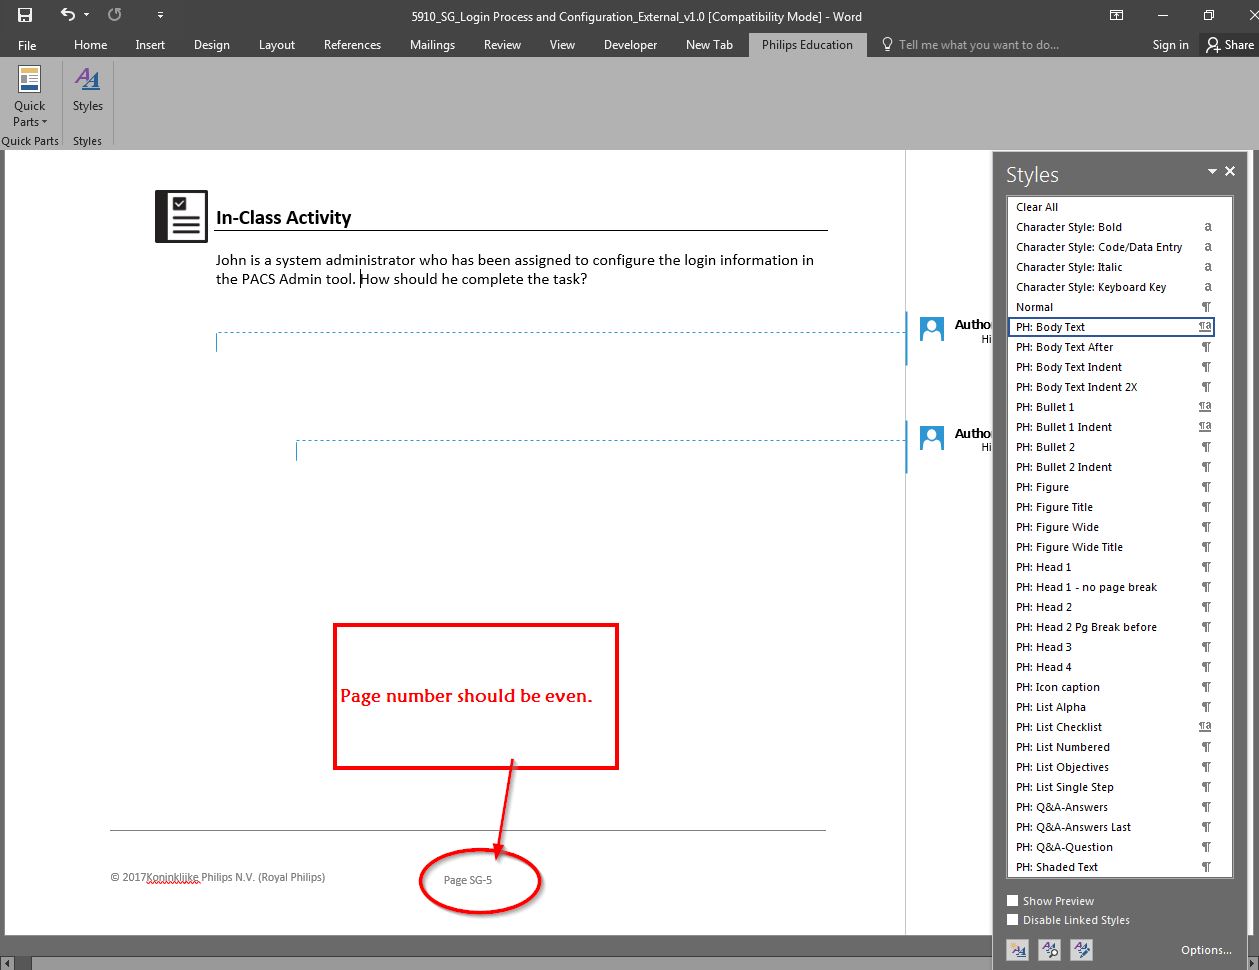 5910_SG_Login Process and Configuration_External_v1.0 [Compatibility Mode] - Word
File Home Insert Design Layout References Mailings Review View Developer New Tab Philips Education Tell me what you want to do... Sign in Share
Quick
Parts
Styles
Quick Parts
Styles
In-Class Activity
John is a system administrator who has been assigned to configure the login information in
the PACS Admin tool. How should he complete the task?
Autho
Hi
Autho
Hi
Page number should be even.
© 2017Koninklijke Philips N.V. (Royal Philips)
Page SG-5
Styles
Clear All
Character Style: Bold a
Character Style: Code/Data Entry a
Character Style: Italic a
Character Style: Keyboard Key a
Normal ¶
PH: Body Text ¶a
PH: Body Text After ¶
PH: Body Text Indent ¶
PH: Body Text Indent 2X ¶
PH: Bullet 1 ¶a
PH: Bullet 1 Indent ¶a
PH: Bullet 2 ¶
PH: Bullet 2 Indent ¶
PH: Figure ¶
PH: Figure Title ¶
PH: Figure Wide ¶
PH: Figure Wide Title ¶
PH: Head 1 ¶
PH: Head 1 - no page break ¶
PH: Head 2 ¶
PH: Head 2 Pg Break before ¶
PH: Head 3 ¶
PH: Head 4 ¶
PH: Icon caption ¶
PH: List Alpha ¶
PH: List Checklist ¶a
PH: List Numbered ¶
PH: List Objectives ¶
PH: List Single Step ¶
PH: Q&A-Answers ¶
PH: Q&A-Answers Last ¶
PH: Q&A-Question ¶
PH: Shaded Text ¶
Show Preview
Disable Linked Styles
Options...